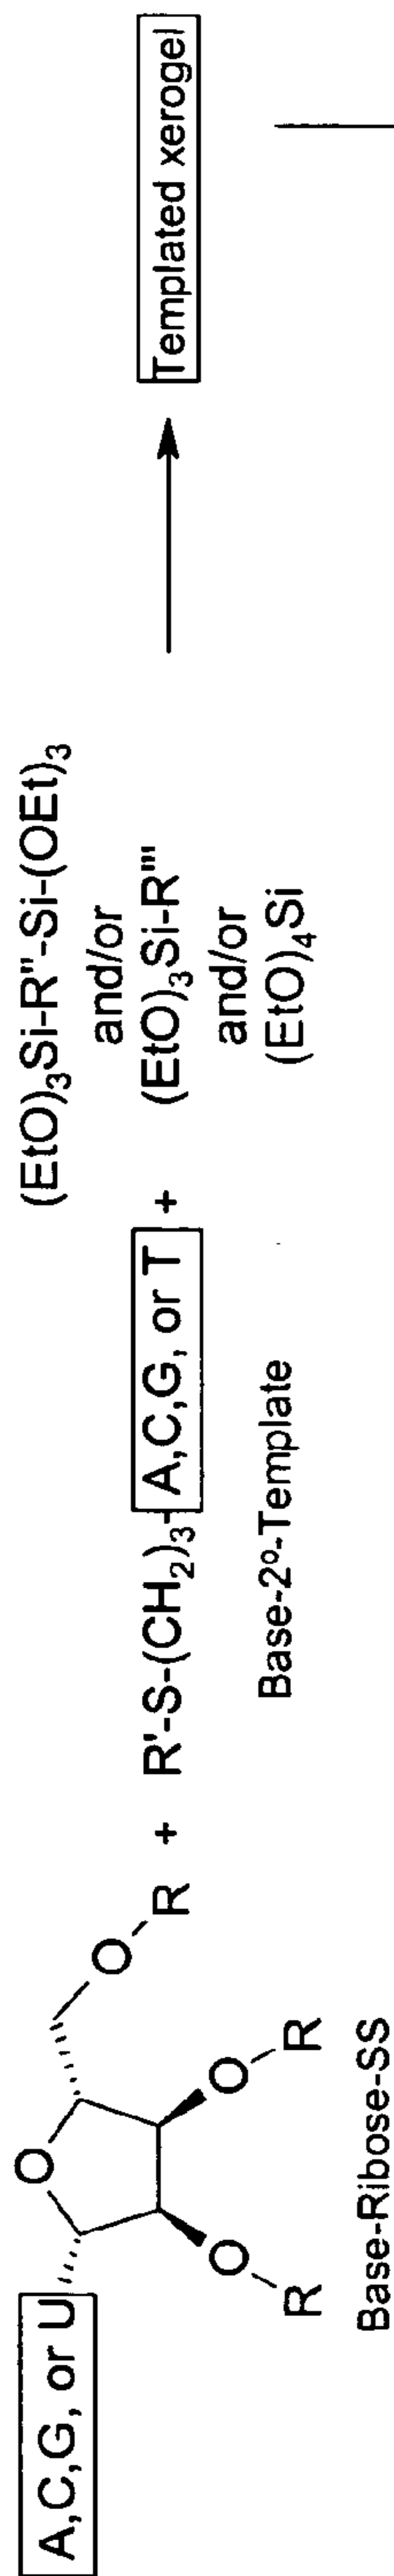 A,C,G, or U
O
O
R
O
R
O
R
Base-Ribose-SS
+
R'-S-(CH2)3-A,C,G, or T
Base-2º-Template
+
(EtO)3Si-R"-Si-(OEt)3
and/or
(EtO)3Si-R'''
and/or
(EtO)4Si
Templated xerogel